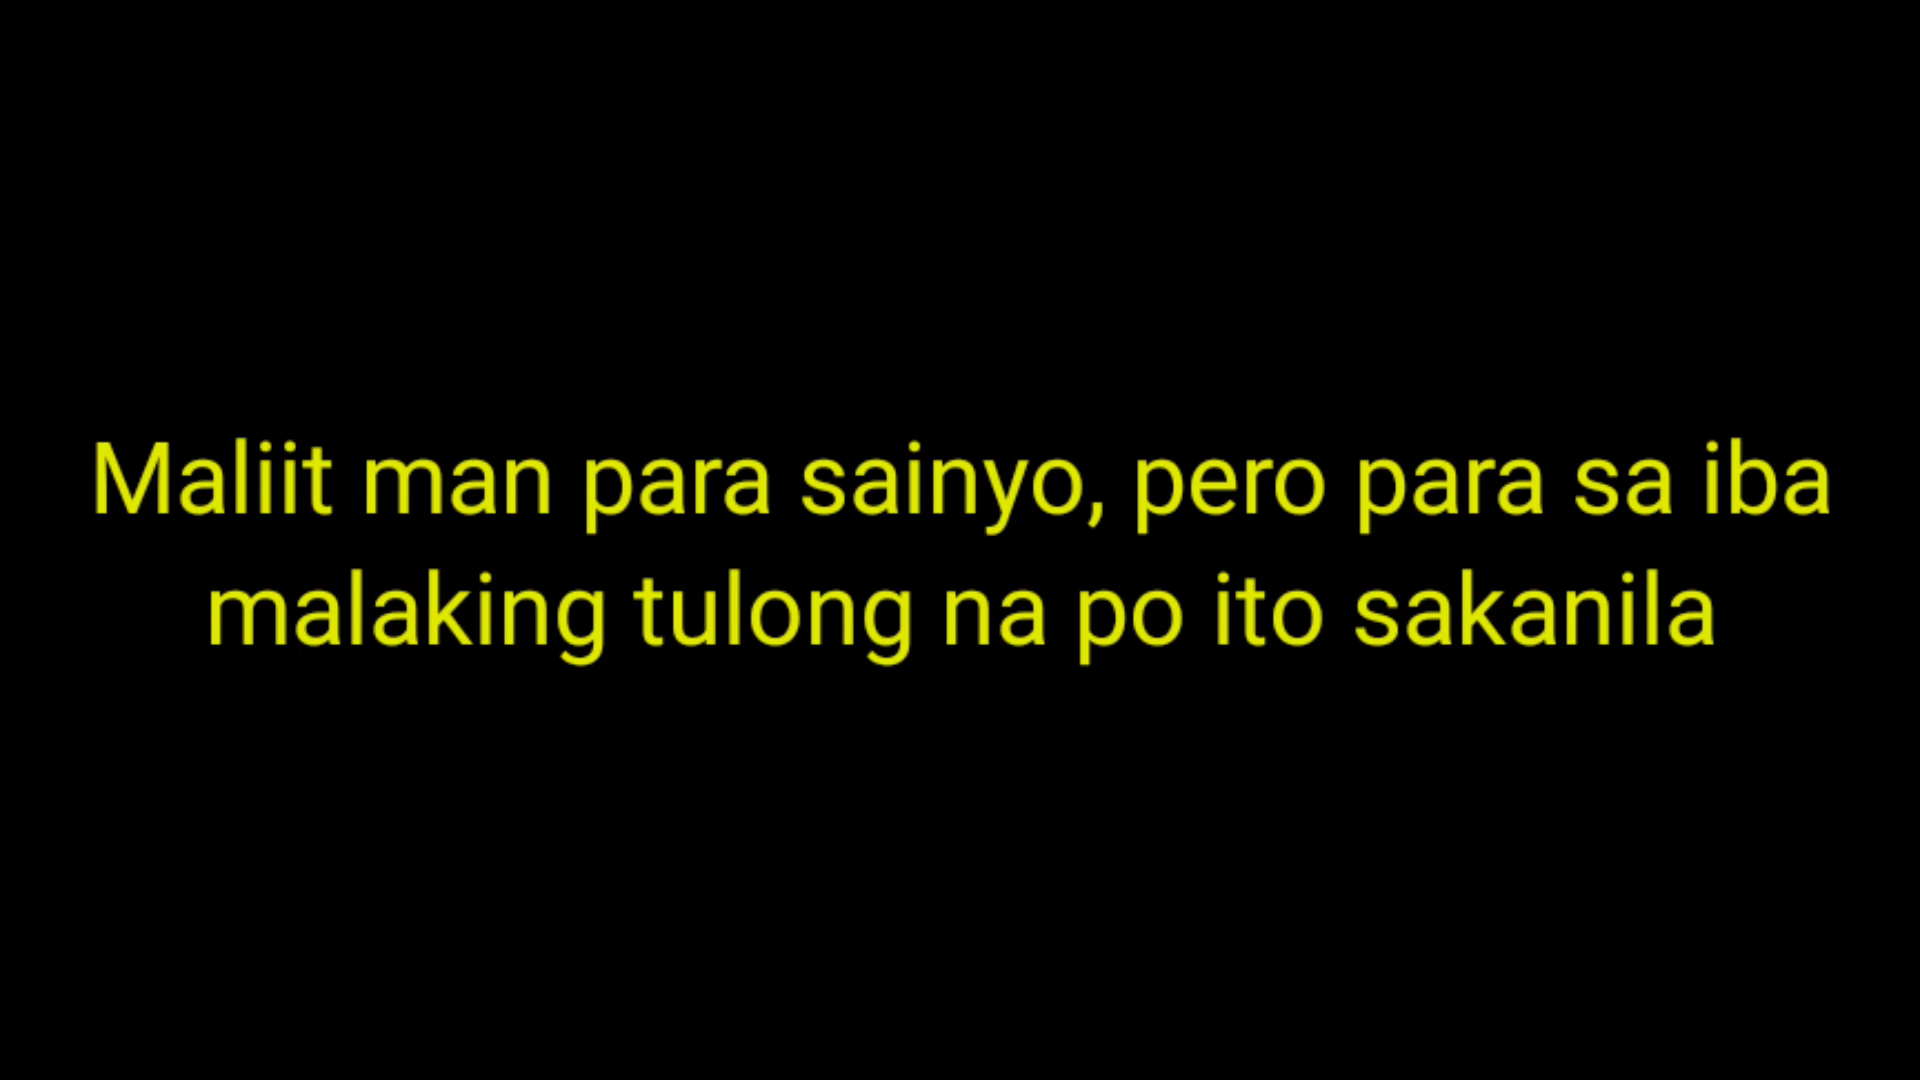 Maliit man para sainyo, pero para sa iba
malaking tulong na po ito sakanila